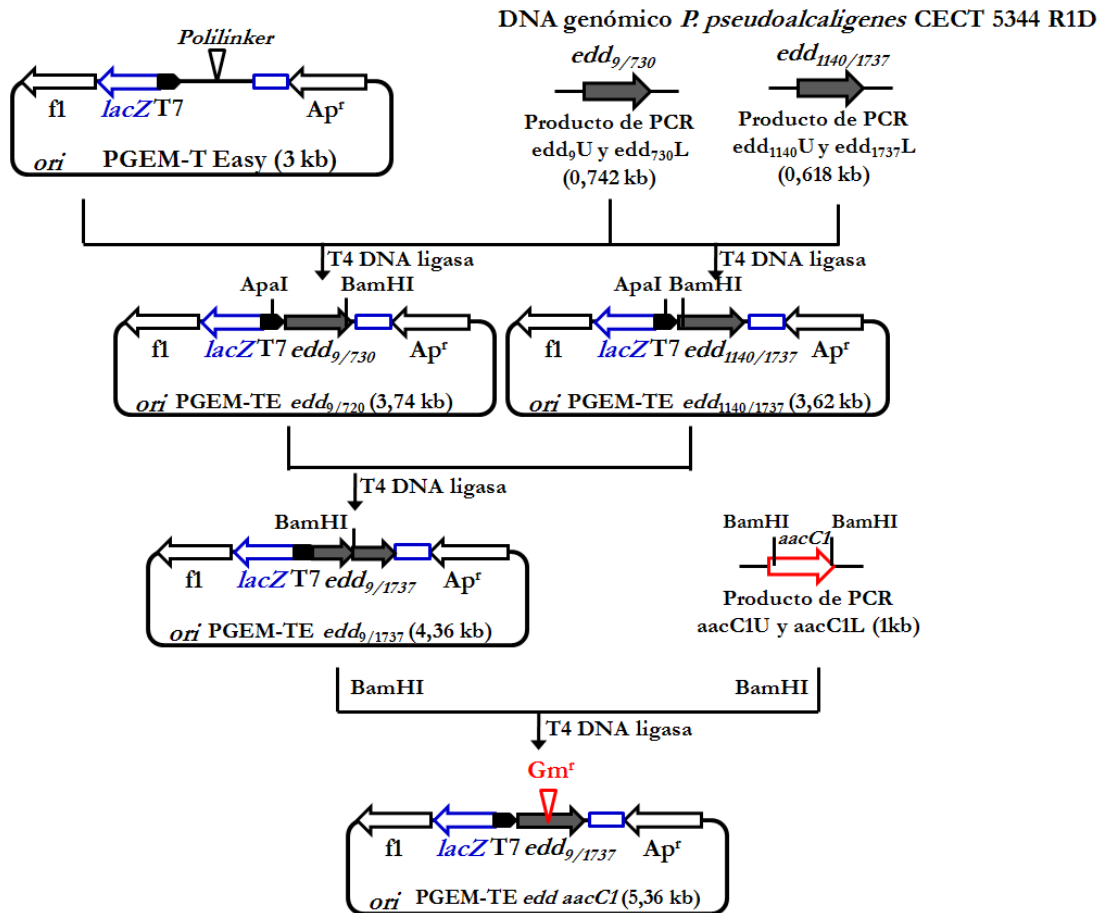 DNA genómico P. pseudoalcaligenes CECT 5344 R1D
Polilinker
f1 lacZ T7 Apʳ
ori PGEM-T Easy (3 kb)
edd9/730
Producto de PCR
edd9U y edd730L
(0,742 kb)
edd1140/1737
Producto de PCR
edd1140U y edd1737L
(0,618 kb)
T4 DNA ligasa
T4 DNA ligasa
ApaI BamHI
f1 lacZ T7 edd9/730 Apʳ
ori PGEM-TE edd9/720 (3,74 kb)
ApaI BamHI
f1 lacZ T7 edd1140/1737 Apʳ
ori PGEM-TE edd1140/1737 (3,62 kb)
T4 DNA ligasa
BamHI
f1 lacZ T7 edd9/1737 Apʳ
ori PGEM-TE edd9/1737 (4,36 kb)
BamHI aacC1 BamHI
Producto de PCR
aacC1U y aacC1L (1kb)
BamHI BamHI
T4 DNA ligasa
Gmʳ
f1 lacZ T7 edd9/1737 Apʳ
ori PGEM-TE edd aacC1 (5,36 kb)